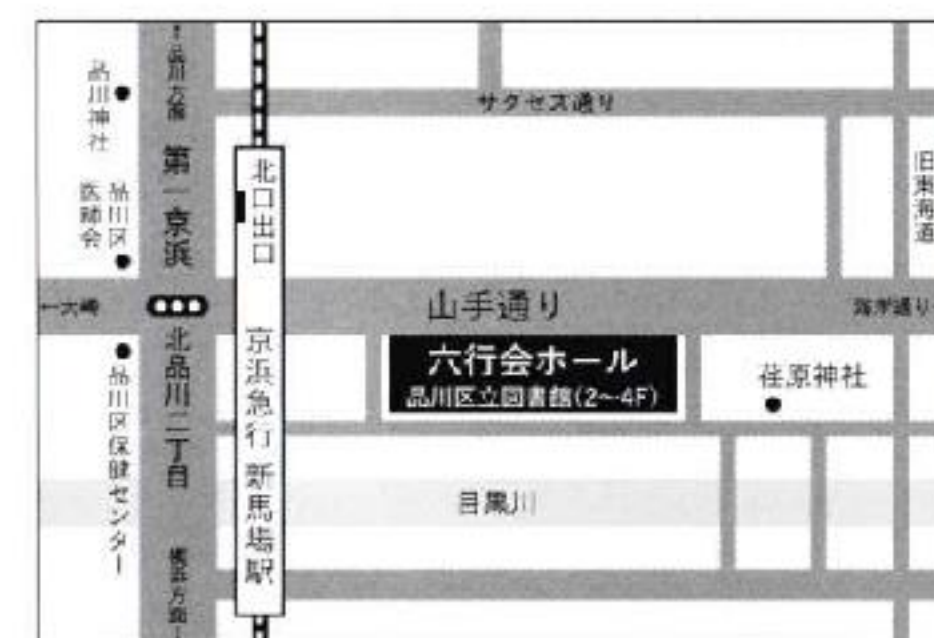 ↑品川方面
第一京浜
品川神社
品川区
医師会
サクセス通り
旧東海道
北口出口
←大崎
山手通り
海岸通り→
北品川二丁目
京浜急行 新馬場駅
六行会ホール
品川区立図書館(2〜4F)
荏原神社
品川区保健センター
目黒川
横浜方面↓